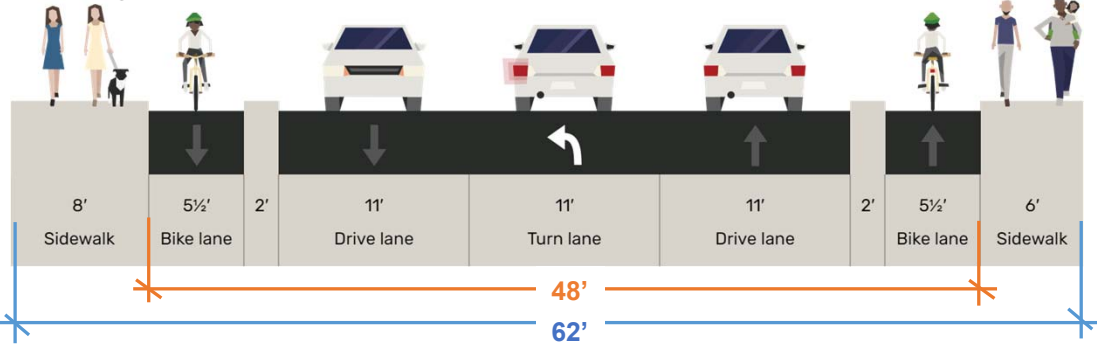 8′ 5½′ 2′ 11′ 11′ 11′ 2′ 5½′ 6′
Sidewalk Bike lane Drive lane Turn lane Drive lane Bike lane Sidewalk
48’
62’